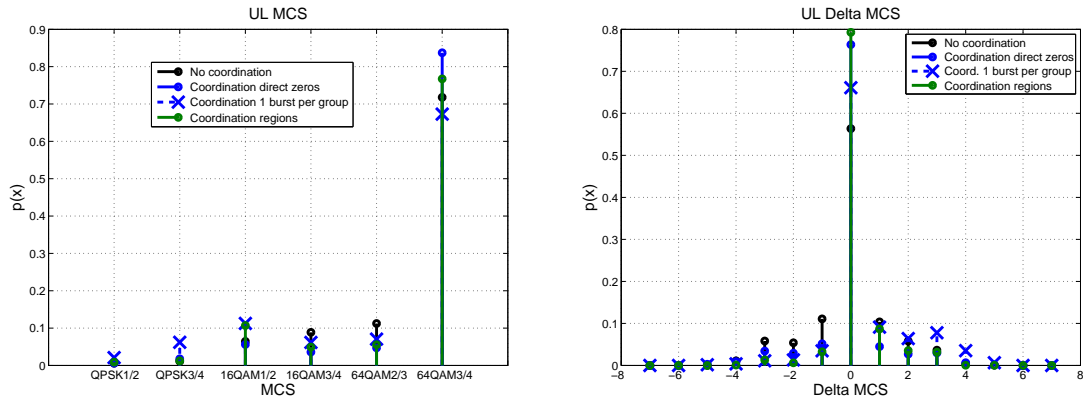 UL MCS
0.9
0.8
0.7
0.6
0.5
0.4
0.3
0.2
0.1
0
p(x)
No coordination
Coordination direct zeros
Coordination 1 burst per group
Coordination regions
QPSK1/2 QPSK3/4 16QAM1/2 16QAM3/4 64QAM2/3 64QAM3/4
MCS
UL Delta MCS
0.8
0.7
0.6
0.5
0.4
0.3
0.2
0.1
0
p(x)
No coordination
Coordination direct zeros
Coord. 1 burst per group
Coordination regions
−8 −6 −4 −2 0 2 4 6 8
Delta MCS